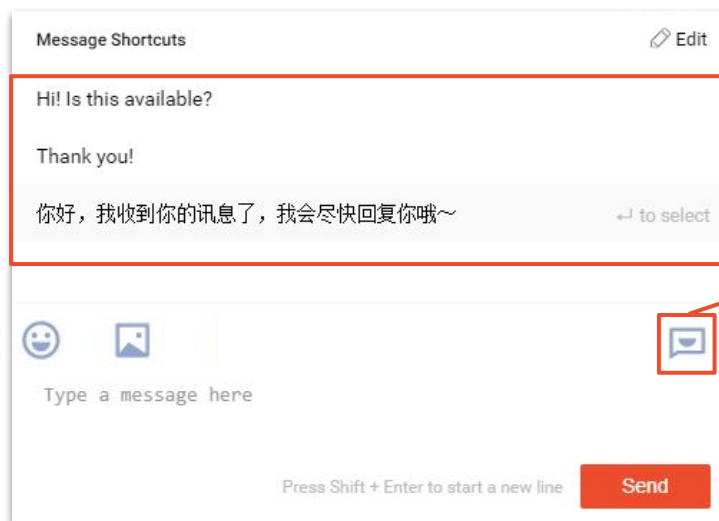 Message Shortcuts Edit
Hi! Is this available?
Thank you!
你好，我收到你的讯息了，我会尽快回复你哦～ ↵ to select
Type a message here
Press Shift + Enter to start a new line Send